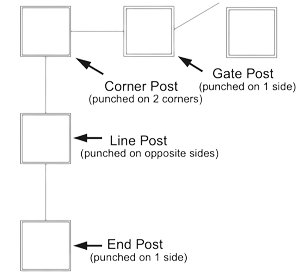 Corner Post
(punched on 2 corners)
Gate Post
(punched on 1 side)
Line Post
(punched on opposite sides)
End Post
(punched on 1 side)